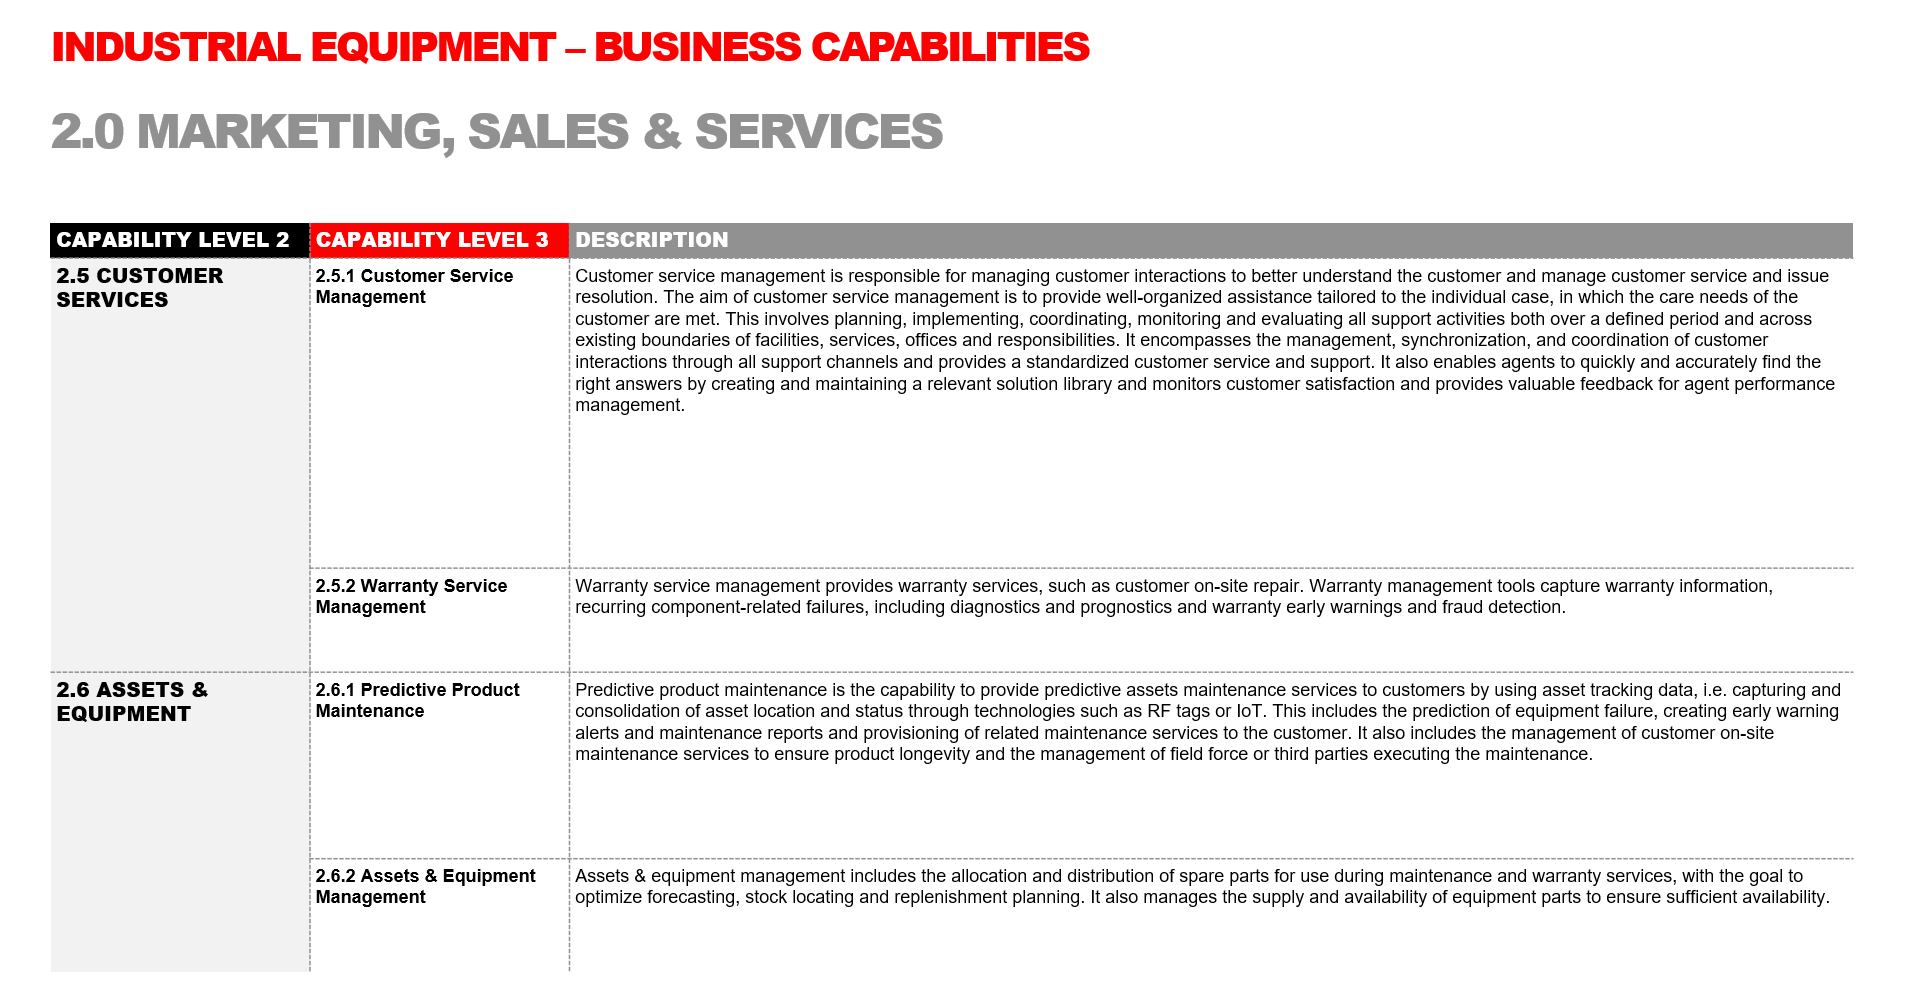 INDUSTRIAL EQUIPMENT – BUSINESS CAPABILITIES
2.0 MARKETING, SALES & SERVICES
CAPABILITY LEVEL 2
CAPABILITY LEVEL 3
DESCRIPTION
2.5 CUSTOMER
SERVICES
2.5.1 Customer Service
Management
Customer service management is responsible for managing customer interactions to better understand the customer and manage customer service and issue
resolution. The aim of customer service management is to provide well-organized assistance tailored to the individual case, in which the care needs of the
customer are met. This involves planning, implementing, coordinating, monitoring and evaluating all support activities both over a defined period and across
existing boundaries of facilities, services, offices and responsibilities. It encompasses the management, synchronization, and coordination of customer
interactions through all support channels and provides a standardized customer service and support. It also enables agents to quickly and accurately find the
right answers by creating and maintaining a relevant solution library and monitors customer satisfaction and provides valuable feedback for agent performance
management.
2.5.2 Warranty Service
Management
Warranty service management provides warranty services, such as customer on-site repair. Warranty management tools capture warranty information,
recurring component-related failures, including diagnostics and prognostics and warranty early warnings and fraud detection.
2.6 ASSETS &
EQUIPMENT
2.6.1 Predictive Product
Maintenance
Predictive product maintenance is the capability to provide predictive assets maintenance services to customers by using asset tracking data, i.e. capturing and
consolidation of asset location and status through technologies such as RF tags or IoT. This includes the prediction of equipment failure, creating early warning
alerts and maintenance reports and provisioning of related maintenance services to the customer. It also includes the management of customer on-site
maintenance services to ensure product longevity and the management of field force or third parties executing the maintenance.
2.6.2 Assets & Equipment
Management
Assets & equipment management includes the allocation and distribution of spare parts for use during maintenance and warranty services, with the goal to
optimize forecasting, stock locating and replenishment planning. It also manages the supply and availability of equipment parts to ensure sufficient availability.